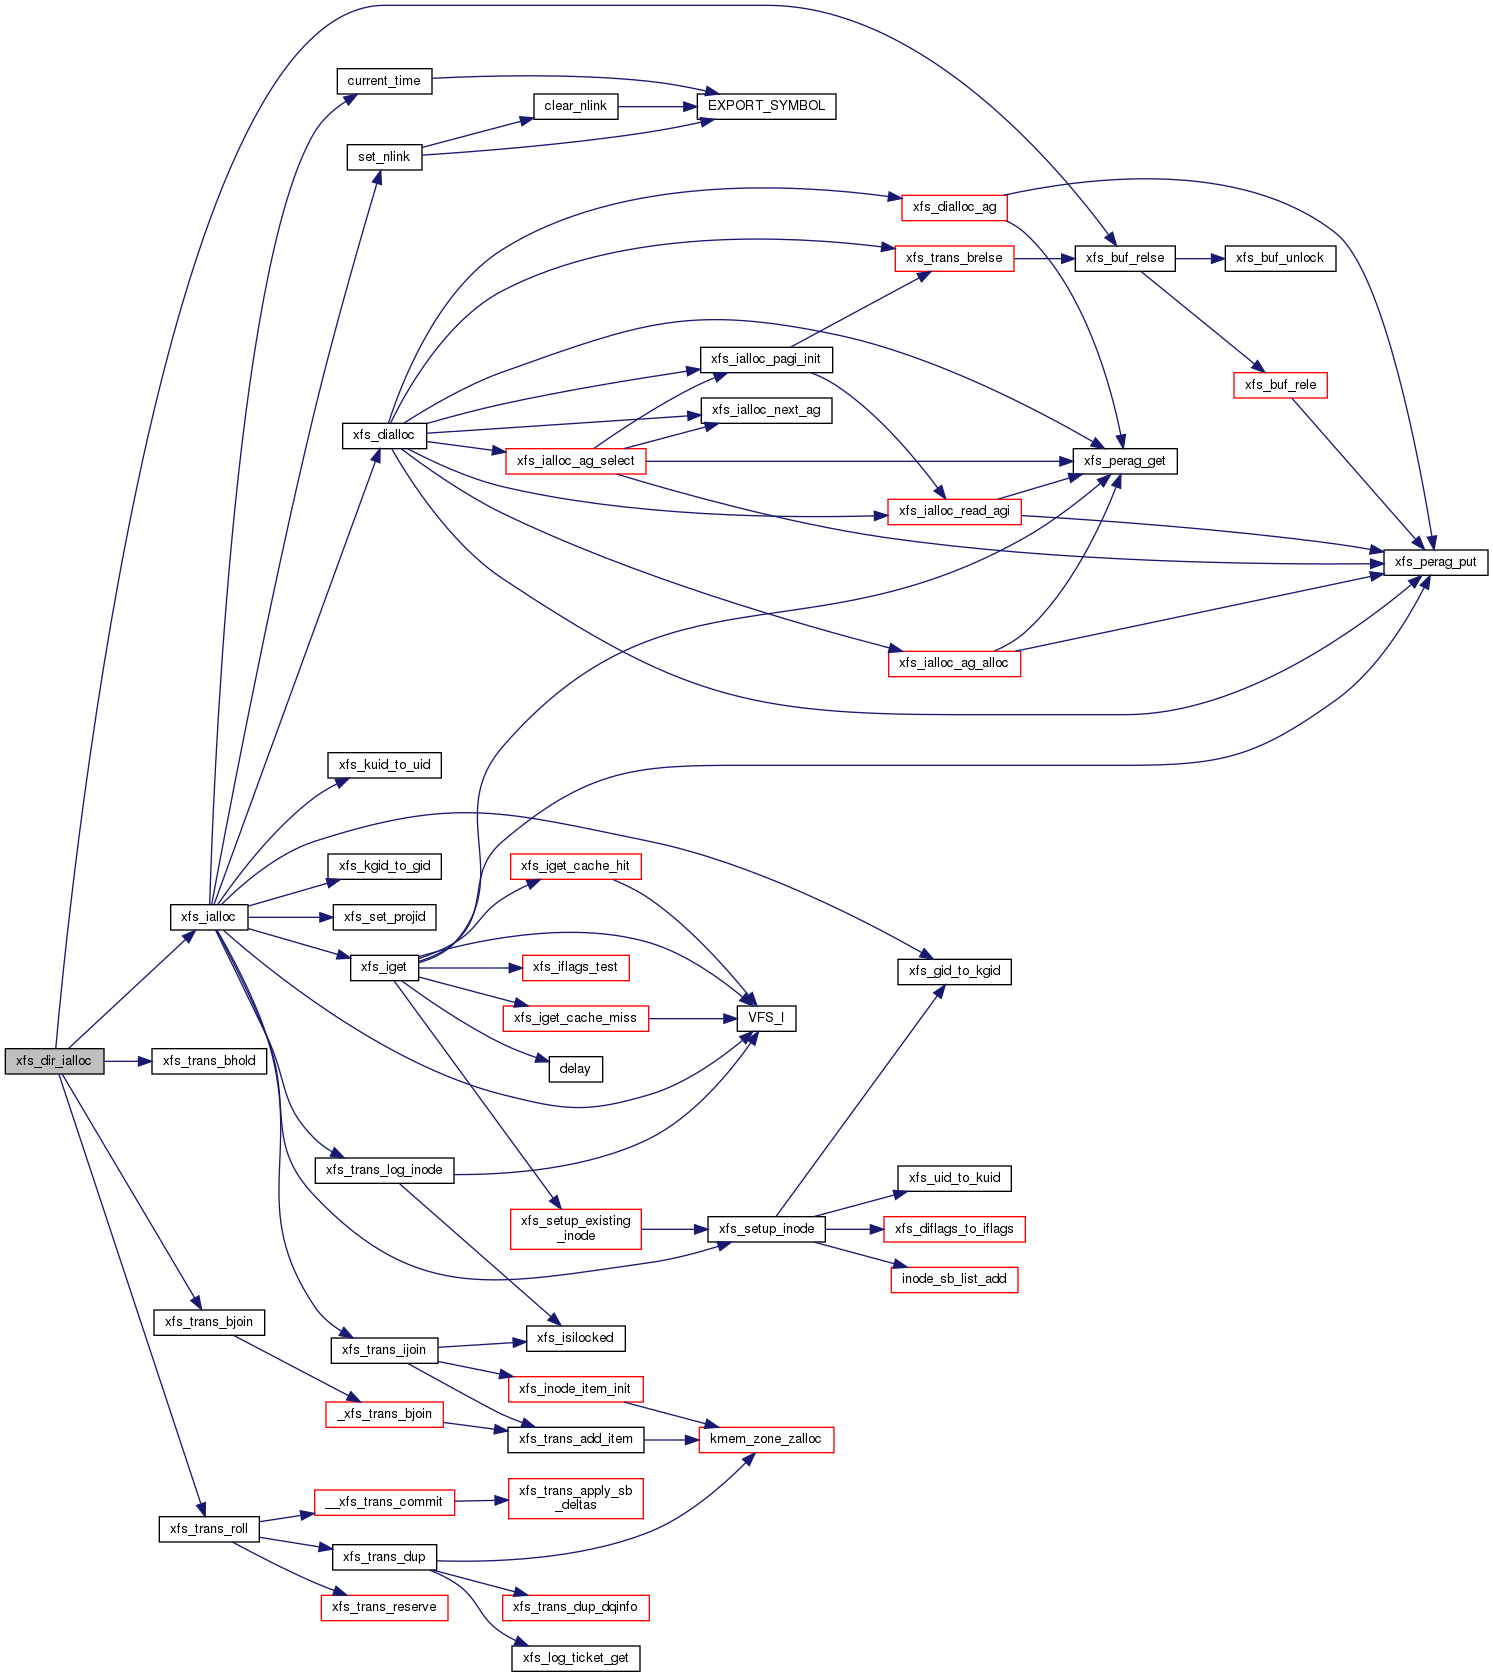 current_time
clear_nlink
EXPORT_SYMBOL
set_nlink
xfs_dialloc_ag
xfs_trans_brelse
xfs_buf_relse
xfs_buf_unlock
xfs_ialloc_pagi_init
xfs_buf_rele
xfs_ialloc_next_ag
xfs_dialloc
xfs_ialloc_ag_select
xfs_perag_get
xfs_ialloc_read_agi
xfs_perag_put
xfs_ialloc_ag_alloc
xfs_kuid_to_uid
xfs_kgid_to_gid
xfs_iget_cache_hit
xfs_ialloc
xfs_set_projid
xfs_iget
xfs_iflags_test
xfs_gid_to_kgid
xfs_iget_cache_miss
VFS_I
xfs_dir_ialloc
xfs_trans_bhold
delay
xfs_trans_log_inode
xfs_uid_to_kuid
xfs_setup_existing
_inode
xfs_setup_inode
xfs_diflags_to_iflags
inode_sb_list_add
xfs_trans_bjoin
xfs_isilocked
xfs_trans_ijoin
xfs_inode_item_init
_xfs_trans_bjoin
xfs_trans_add_item
kmem_zone_zalloc
__xfs_trans_commit
xfs_trans_apply_sb
_deltas
xfs_trans_roll
xfs_trans_dup
xfs_trans_reserve
xfs_trans_dup_dqinfo
xfs_log_ticket_get